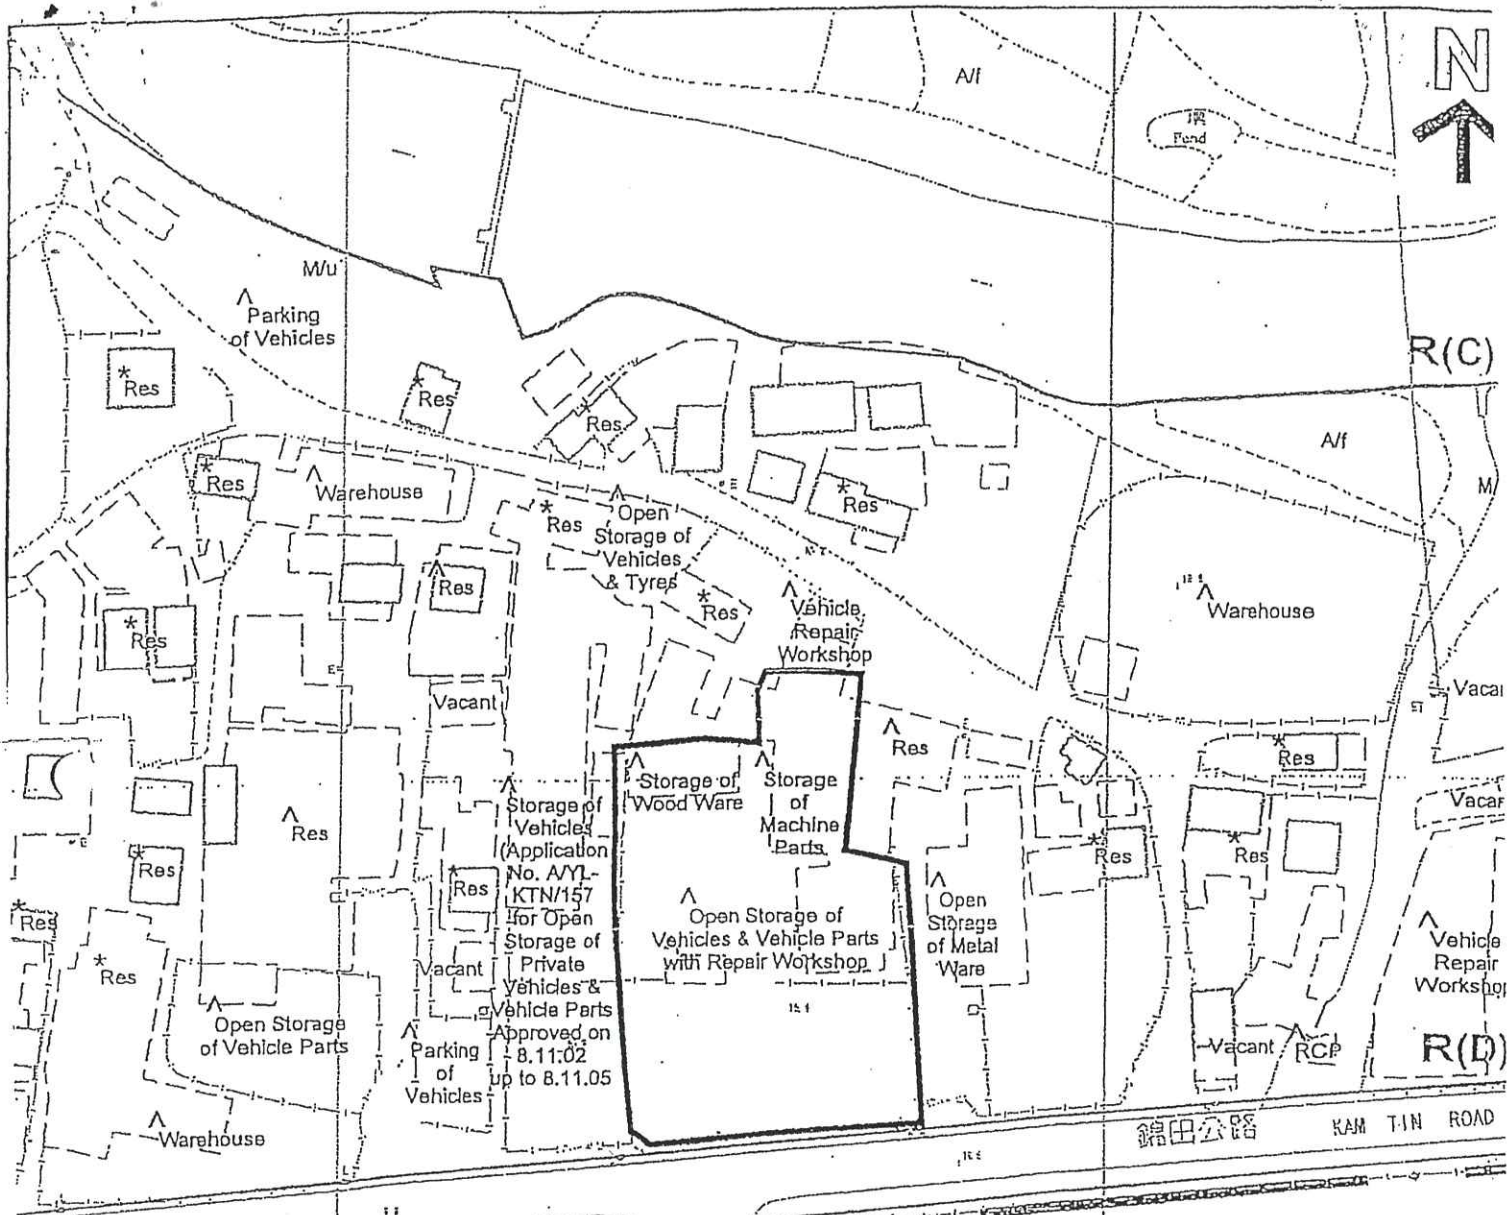 N
A/f
塘
Pond
M/u
^
Parking
of Vehicles
R(C)
* Res
* Res
* Res
A/f
* Res
^
Warehouse
* Res
^
Open
Storage of
Vehicles
& Tyres
* Res
M
^
Res
* Res
^
Vehicle
Repair
Workshop
^
Warehouse
* Res
Vacant
Vacar
^
Res
* Res
^
Storage of
Wood Ware
^
Storage
of
Machine
Parts
^
Storage of
Vehicles
(Application
No. A/YL-
KTN/157
for Open
Storage of
Private
Vehicles &
Vehicle Parts
Approved on
8.11.02
up to 8.11.05
^
Res
Vacar
* Res
* Res
* Res
* Res
^
Open Storage of
Vehicles & Vehicle Parts
with Repair Workshop
^
Open
Storage
of Metal
Ware
* Res
* Res
Vacant
^
Vehicle
Repair
Workshop
^
Open Storage
of Vehicle Parts
^
Parking
of
Vehicles
Vacant
^
RCP
R(D)
^
Warehouse
錦田公路
KAM TIN ROAD